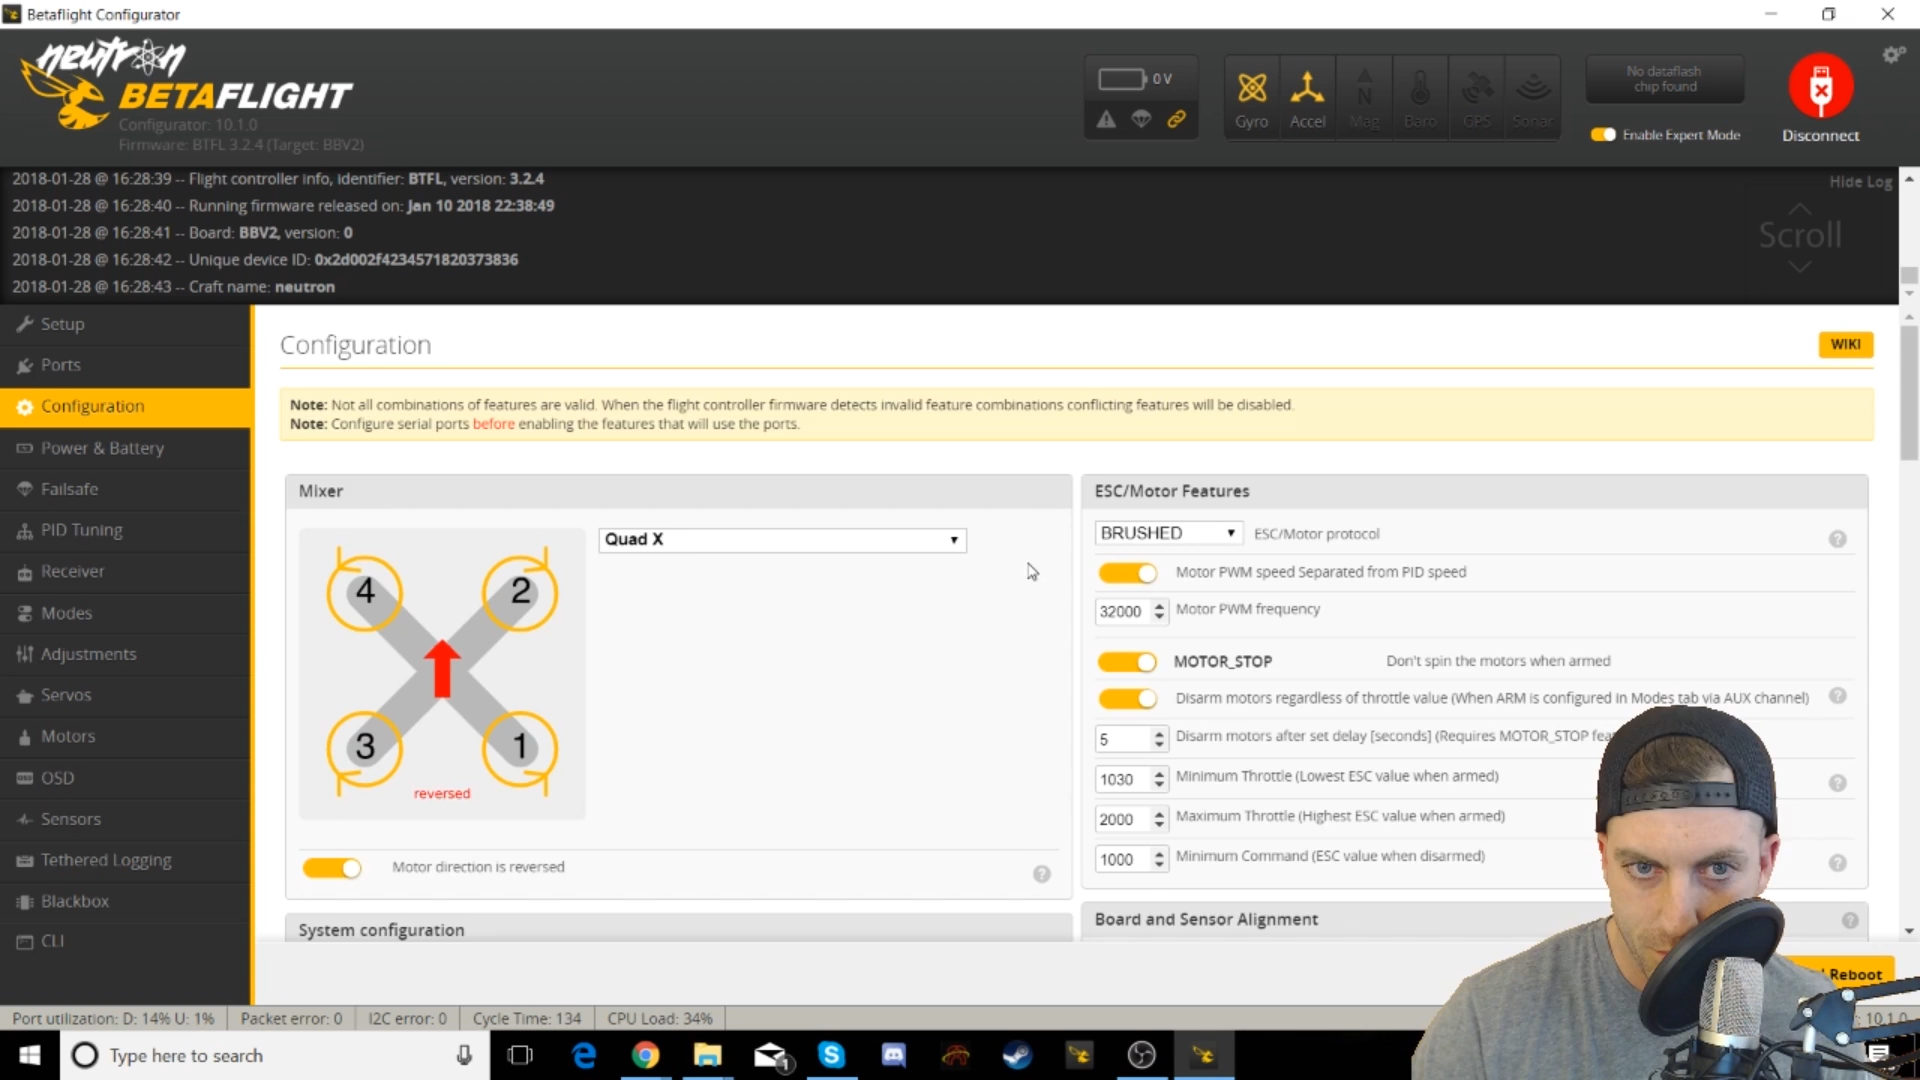 Betaflight Configurator
neutron
BETAFLIGHT
Configurator: 10.1.0
Firmware: BTFL 3.2.4 (Target: BBV2)
0 V
Gyro
Accel
Mag
Baro
GPS
Sonar
No dataflash
chip found
Enable Expert Mode
Disconnect
2018-01-28 @ 16:28:39 -- Flight controller info, identifier: BTFL, version: 3.2.4
2018-01-28 @ 16:28:40 -- Running firmware released on: Jan 10 2018 22:38:49
2018-01-28 @ 16:28:41 -- Board: BBV2, version: 0
2018-01-28 @ 16:28:42 -- Unique device ID: 0x2d002f4234571820373836
2018-01-28 @ 16:28:43 -- Craft name: neutron
Hide Log
Scroll
Setup
Ports
Configuration
Power & Battery
Failsafe
PID Tuning
Receiver
Modes
Adjustments
Servos
Motors
OSD
Sensors
Tethered Logging
Blackbox
CLI
Configuration
WIKI
Note: Not all combinations of features are valid. When the flight controller firmware detects invalid feature combinations conflicting features will be disabled.
Note: Configure serial ports before enabling the features that will use the ports.
Mixer
Quad X
4
2
3
1
reversed
Motor direction is reversed
System configuration
ESC/Motor Features
BRUSHED
ESC/Motor protocol
Motor PWM speed Separated from PID speed
32000 Motor PWM frequency
MOTOR_STOP Don't spin the motors when armed
Disarm motors regardless of throttle value (When ARM is configured in Modes tab via AUX channel)
5 Disarm motors after set delay [seconds] (Requires MOTOR_STOP fea
1030 Minimum Throttle (Lowest ESC value when armed)
2000 Maximum Throttle (Highest ESC value when armed)
1000 Minimum Command (ESC value when disarmed)
Board and Sensor Alignment
Reboot
Port utilization: D: 14% U: 1%
Packet error: 0
I2C error: 0
Cycle Time: 134
CPU Load: 34%
10.1.0
Type here to search
1